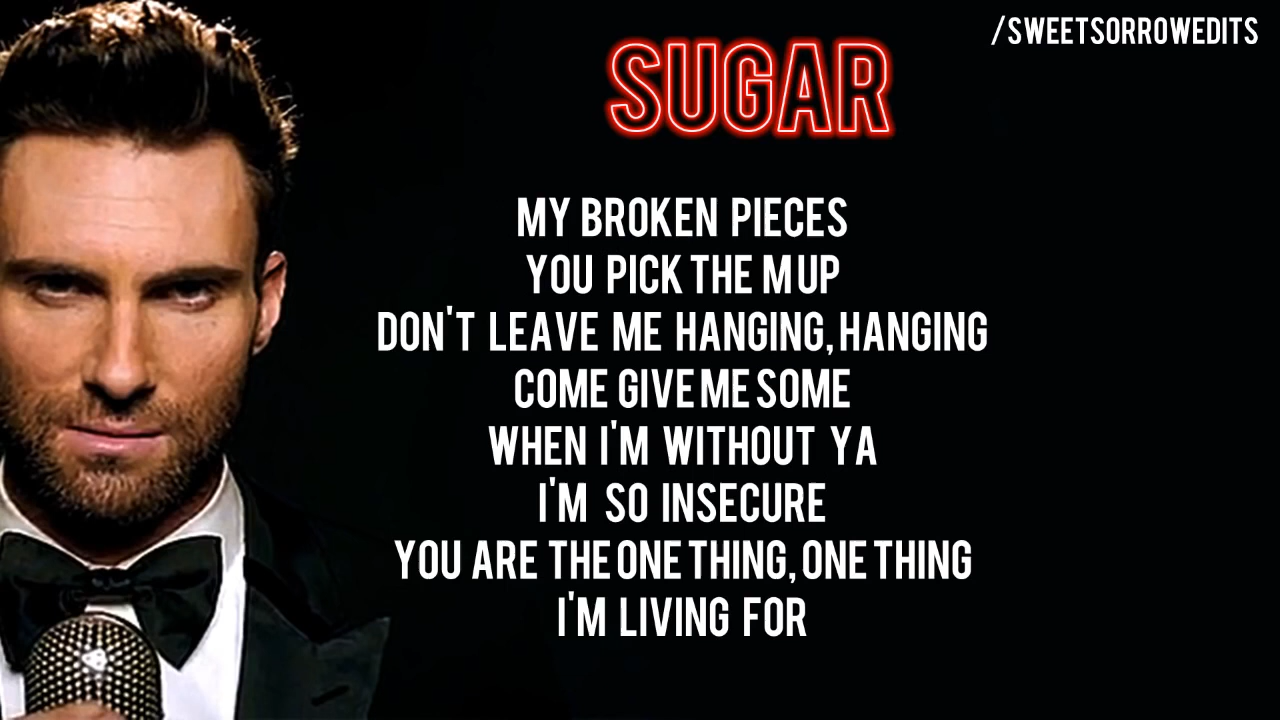 /SWEETSORROWEDITS
SUGAR
MY BROKEN PIECES
YOU PICK THE M UP
DON'T LEAVE ME HANGING, HANGING
COME GIVE ME SOME
WHEN I'M WITHOUT YA
I'M SO INSECURE
YOU ARE THE ONE THING, ONE THING
I'M LIVING FOR